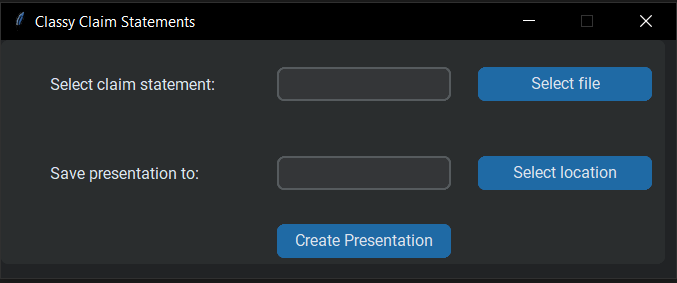 Classy Claim Statements
Select claim statement:
Select file
Save presentation to:
Select location
Create Presentation